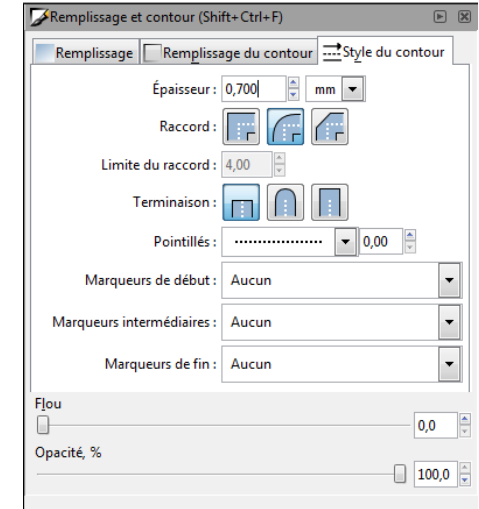 Remplissage et contour (Shift+Ctrl+F)
Remplissage Remplissage du contour Style du contour
Épaisseur : 0,700 mm
Raccord :
Limite du raccord : 4,00
Terminaison :
Pointillés : 0,00
Marqueurs de début : Aucun
Marqueurs intermédiaires : Aucun
Marqueurs de fin : Aucun
Flou
0,0
Opacité, %
100,0